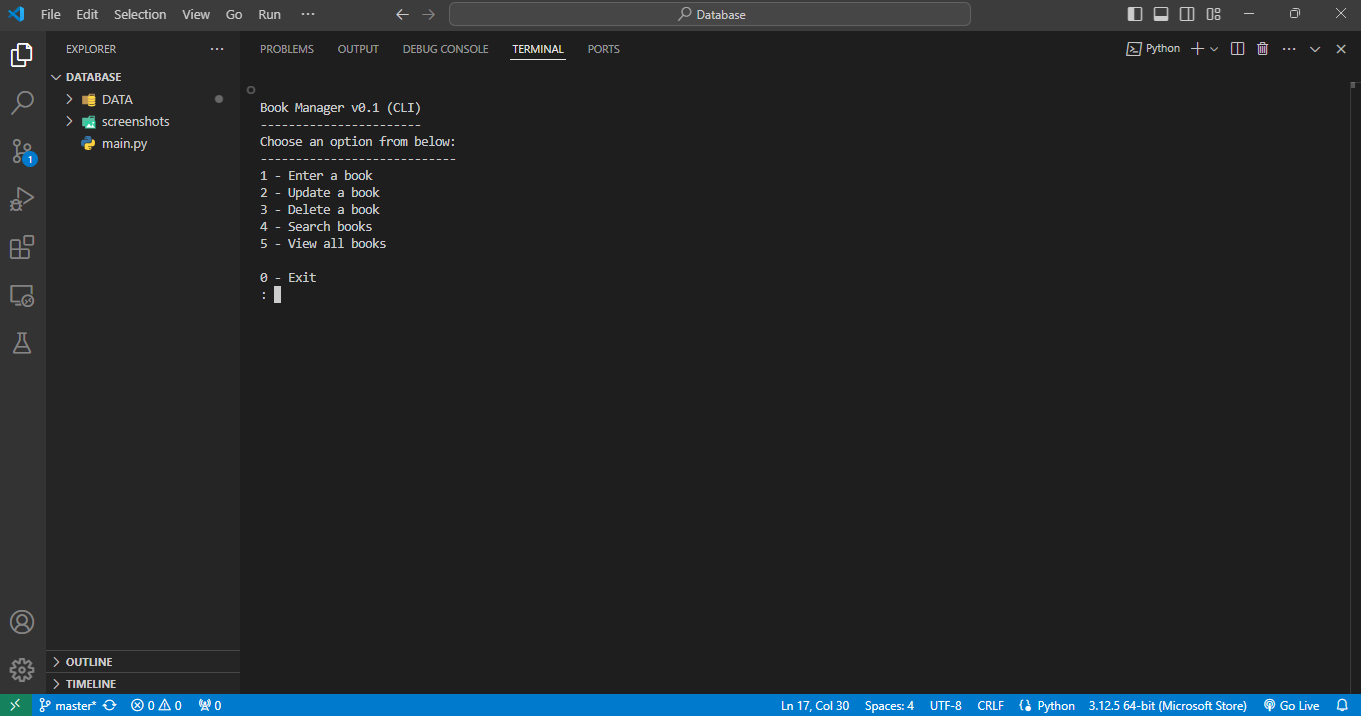 File Edit Selection View Go Run ···
Database
EXPLORER ···
DATABASE
DATA
screenshots
main.py
OUTLINE
TIMELINE
PROBLEMS OUTPUT DEBUG CONSOLE TERMINAL PORTS
Python
Book Manager v0.1 (CLI)
-----------------------
Choose an option from below:
----------------------------
1 - Enter a book
2 - Update a book
3 - Delete a book
4 - Search books
5 - View all books
0 - Exit
:
1
master* 0 0 0 Ln 17, Col 30 Spaces: 4 UTF-8 CRLF Python 3.12.5 64-bit (Microsoft Store) Go Live